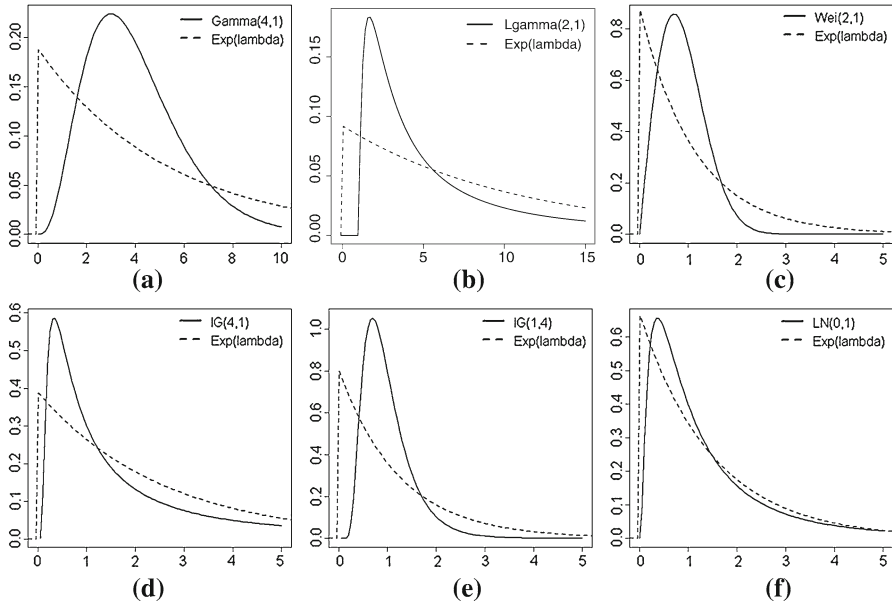 Gamma(4,1)
Exp(lambda)
0.00 0.05 0.10 0.15 0.20
0 2 4 6 8 10
(a)
Lgamma(2,1)
Exp(lambda)
0.00 0.05 0.10 0.15
0 5 10 15
(b)
Wei(2,1)
Exp(lambda)
0.0 0.2 0.4 0.6 0.8
0 1 2 3 4 5
(c)
IG(4,1)
Exp(lambda)
0.0 0.1 0.2 0.3 0.4 0.5 0.6
0 1 2 3 4 5
(d)
IG(1,4)
Exp(lambda)
0.0 0.2 0.4 0.6 0.8 1.0
0 1 2 3 4 5
(e)
LN(0,1)
Exp(lambda)
0.0 0.1 0.2 0.3 0.4 0.5 0.6
0 1 2 3 4 5
(f)